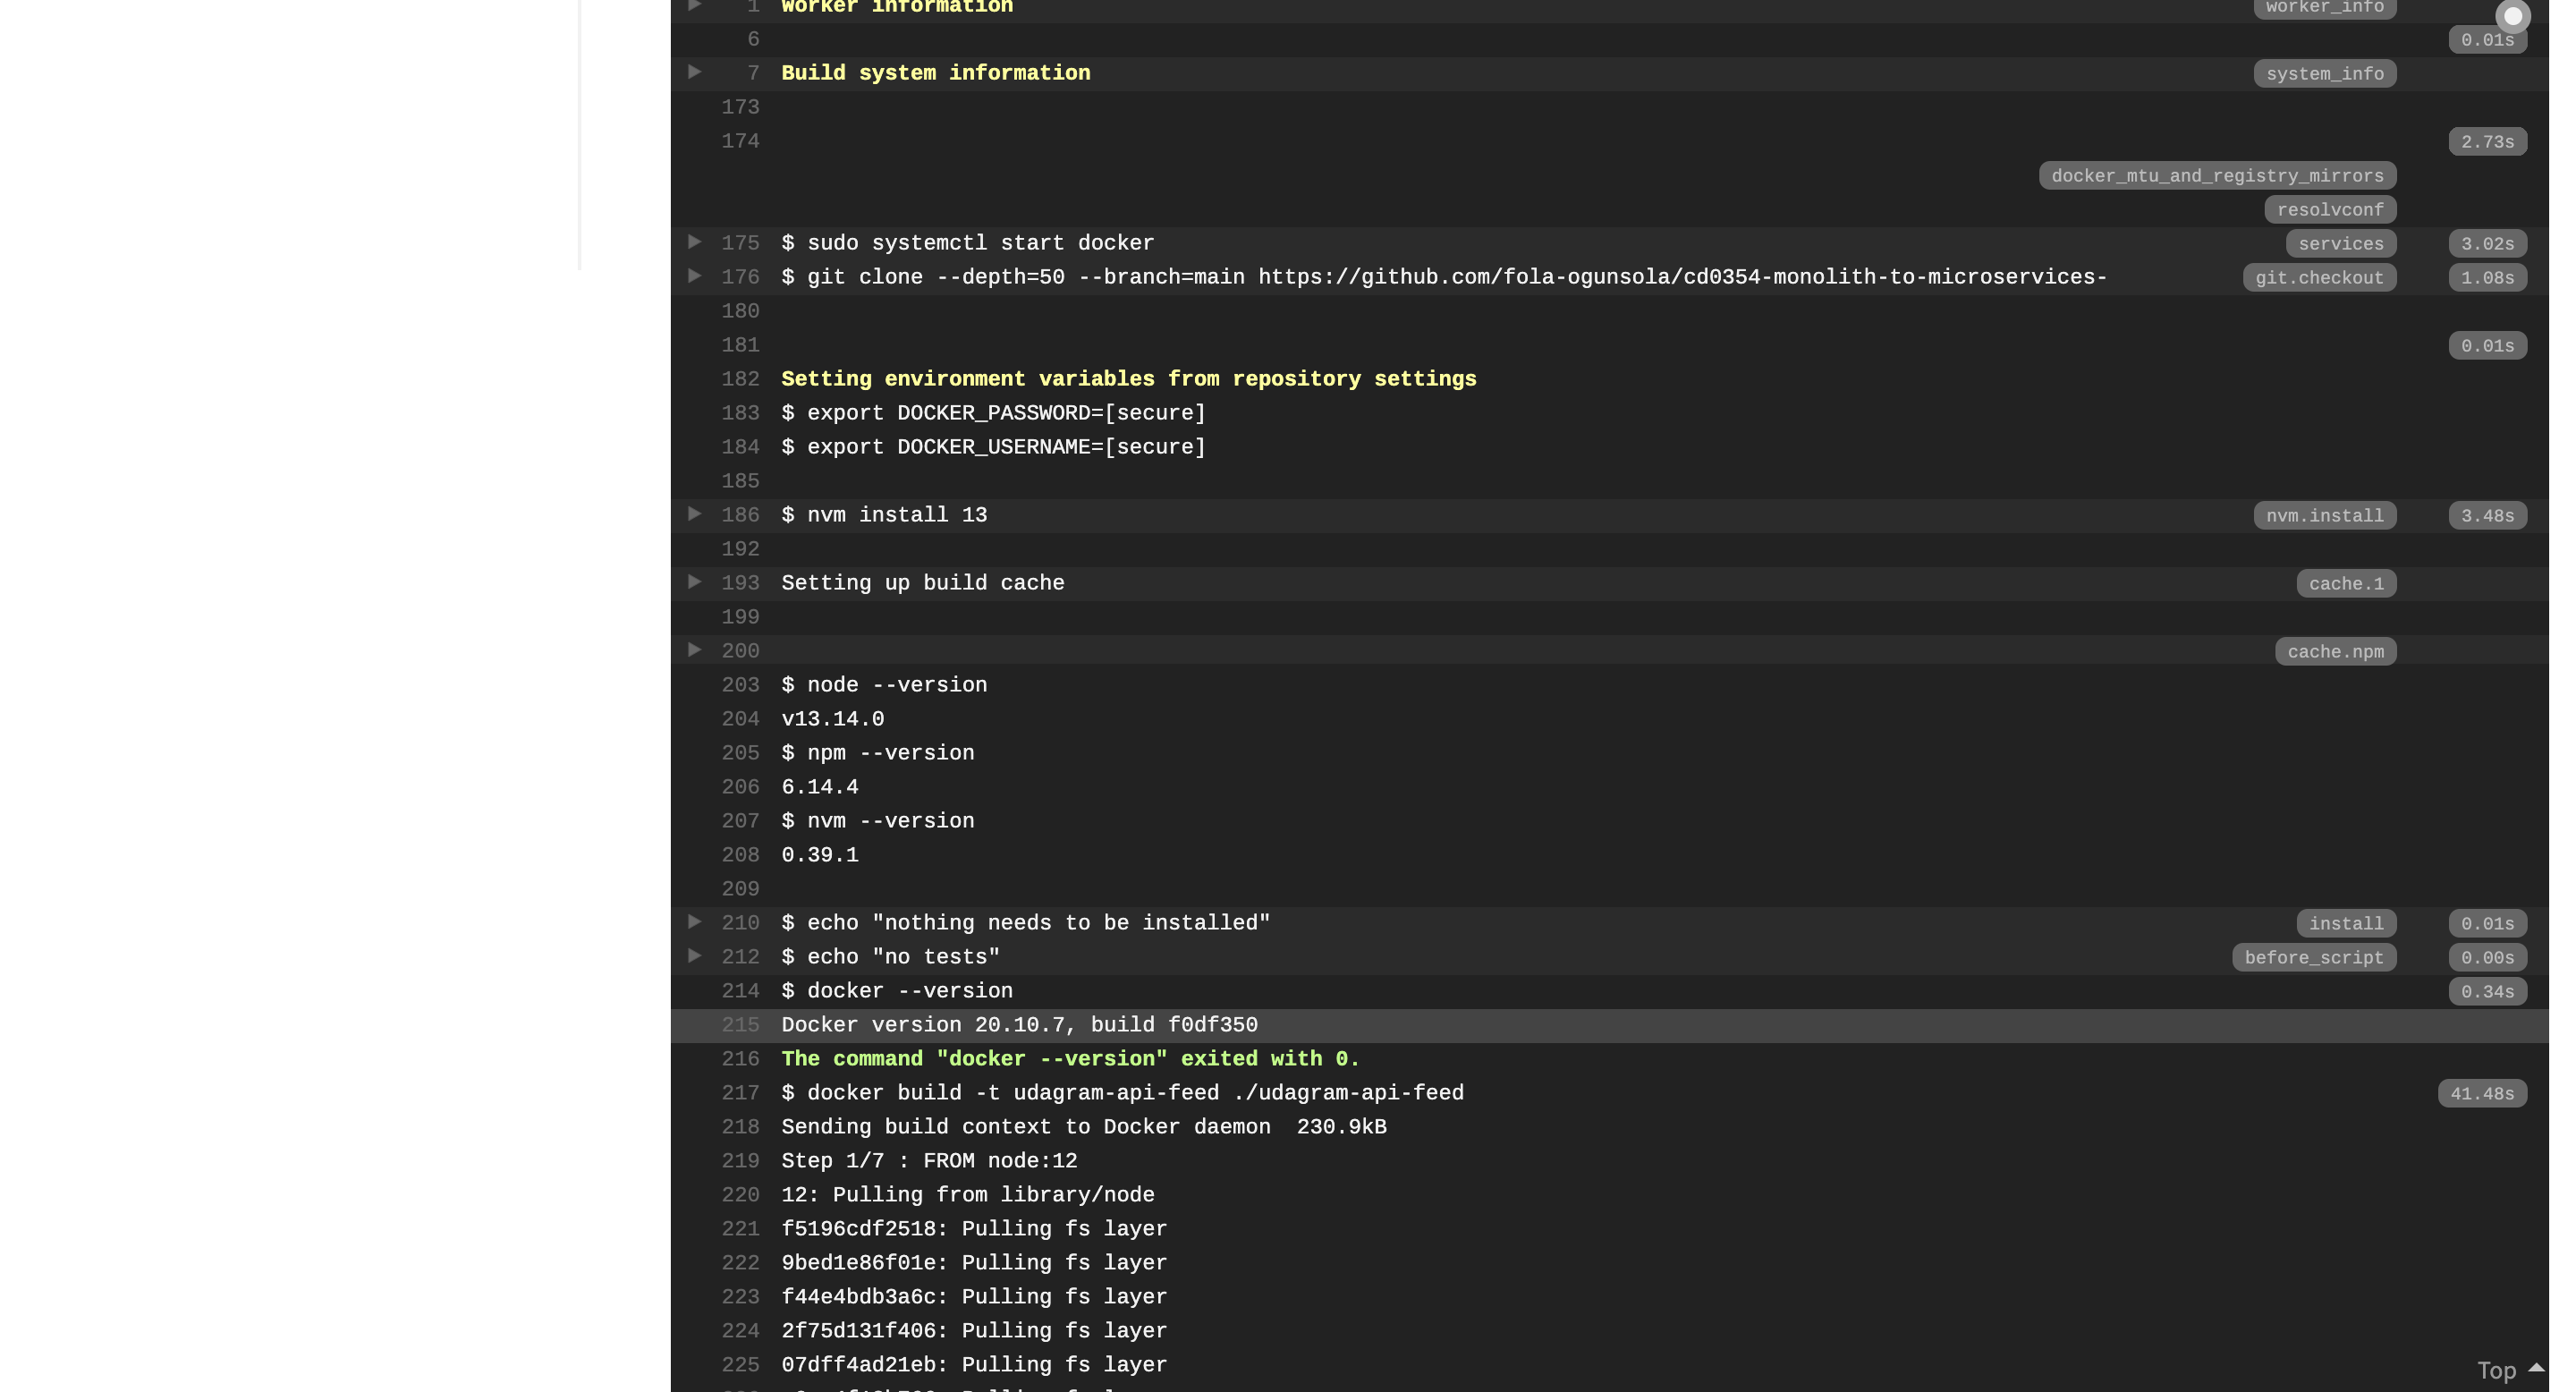 1 Worker information worker_info
6 0.01s
7 Build system information system_info
173
174 2.73s
docker_mtu_and_registry_mirrors
resolvconf
175 $ sudo systemctl start docker services 3.02s
176 $ git clone --depth=50 --branch=main https://github.com/fola-ogunsola/cd0354-monolith-to-microservices- git.checkout 1.08s
180
181 0.01s
182 Setting environment variables from repository settings
183 $ export DOCKER_PASSWORD=[secure]
184 $ export DOCKER_USERNAME=[secure]
185
186 $ nvm install 13 nvm.install 3.48s
192
193 Setting up build cache cache.1
199
200 cache.npm
203 $ node --version
204 v13.14.0
205 $ npm --version
206 6.14.4
207 $ nvm --version
208 0.39.1
209
210 $ echo "nothing needs to be installed" install 0.01s
212 $ echo "no tests" before_script 0.00s
214 $ docker --version 0.34s
215 Docker version 20.10.7, build f0df350
216 The command "docker --version" exited with 0.
217 $ docker build -t udagram-api-feed ./udagram-api-feed 41.48s
218 Sending build context to Docker daemon  230.9kB
219 Step 1/7 : FROM node:12
220 12: Pulling from library/node
221 f5196cdf2518: Pulling fs layer
222 9bed1e86f01e: Pulling fs layer
223 f44e4bdb3a6c: Pulling fs layer
224 2f75d131f406: Pulling fs layer
225 07dff4ad21eb: Pulling fs layer
Top